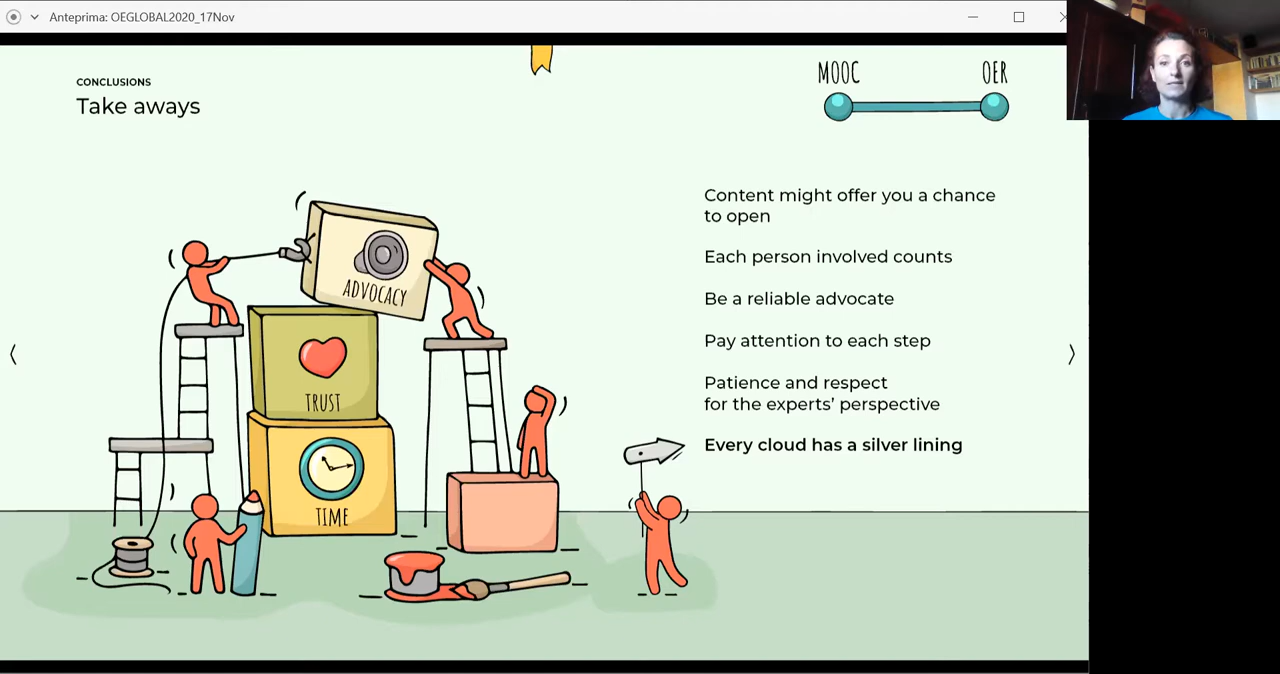 Anteprima: OEGLOBAL2020_17Nov
CONCLUSIONS
Take aways
MOOC
OER
ADVOCACY
TRUST
TIME
Content might offer you a chance
to open
Each person involved counts
Be a reliable advocate
Pay attention to each step
Patience and respect
for the experts' perspective
Every cloud has a silver lining